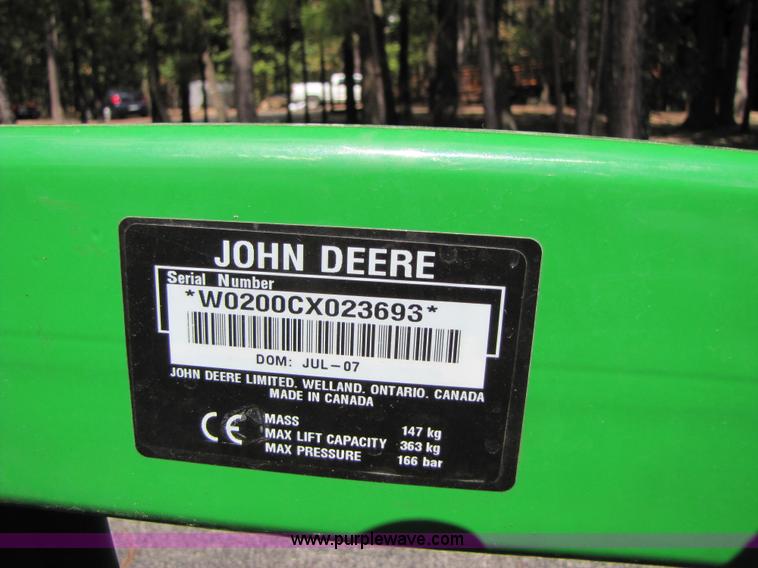 JOHN DEERE
Serial Number
*W0200CX023693*
DOM: JUL-07
JOHN DEERE LIMITED. WELLAND. ONTARIO. CANADA
MADE IN CANADA
CE
MASS 147 kg
MAX LIFT CAPACITY 363 kg
MAX PRESSURE 166 bar
www.purplewave.com